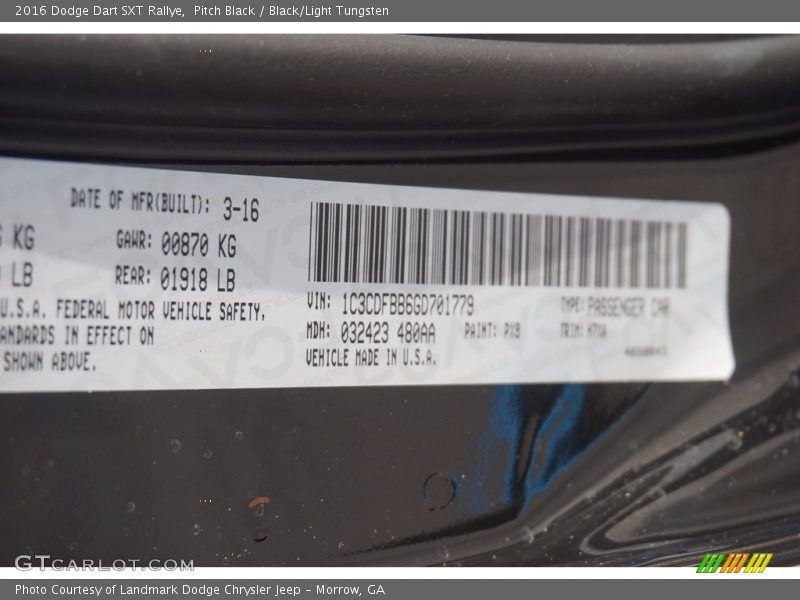 2016 Dodge Dart SXT Rallye, Pitch Black / Black/Light Tungsten
DATE OF MFR(BUILT): 3-16
KG GAWR: 00870 KG
LB REAR: 01918 LB
U.S.A. FEDERAL MOTOR VEHICLE SAFETY,
ANDARDS IN EFFECT ON
SHOWN ABOVE.
VIN: 1C3CDFBB6GD701779 TYPE: PASSENGER CAR
MDH: 032423 480AA PAINT: PX8 TRIM:
VEHICLE MADE IN U.S.A.
GTCARLOT.COM
Photo Courtesy of Landmark Dodge Chrysler Jeep – Morrow, GA